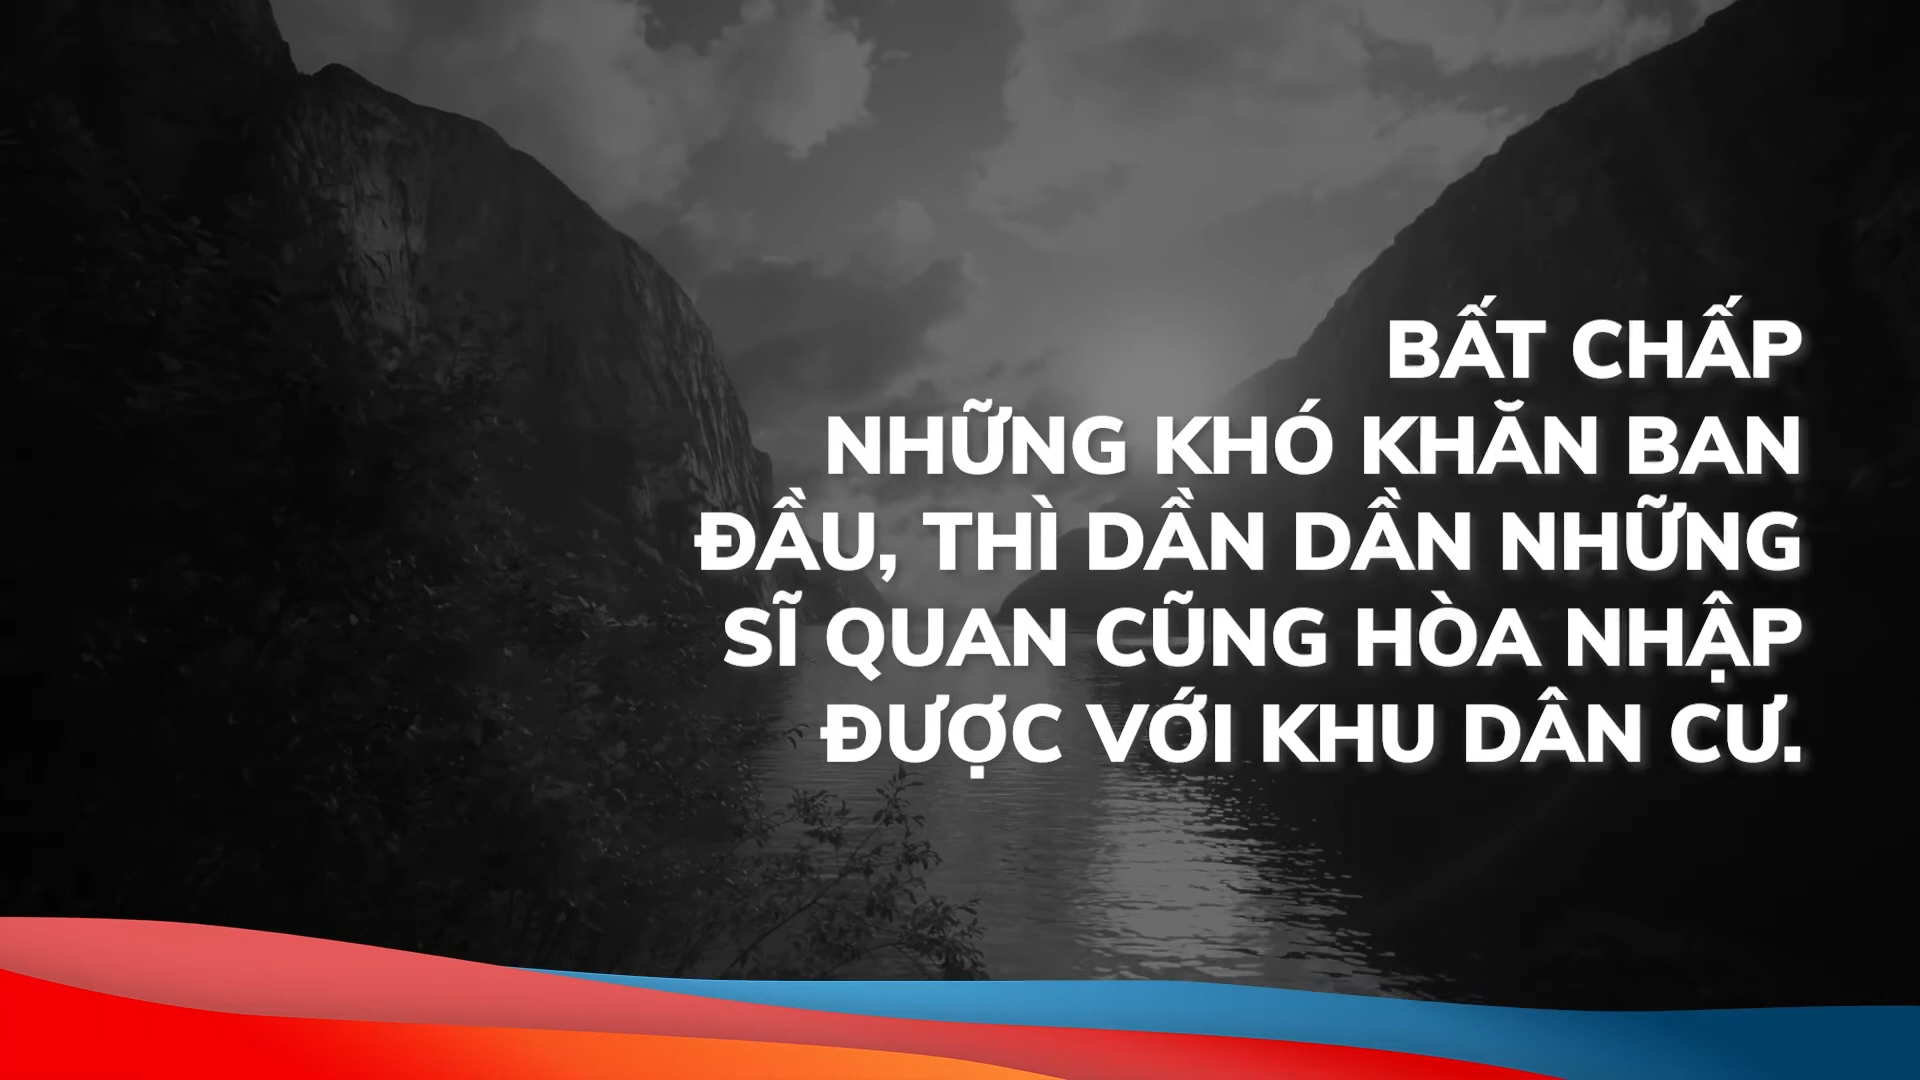 BẤT CHẤP
NHỮNG KHÓ KHĂN BAN
ĐẦU, THÌ DẦN DẦN NHỮNG
SĨ QUAN CŨNG HÒA NHẬP
ĐƯỢC VỚI KHU DÂN CƯ.